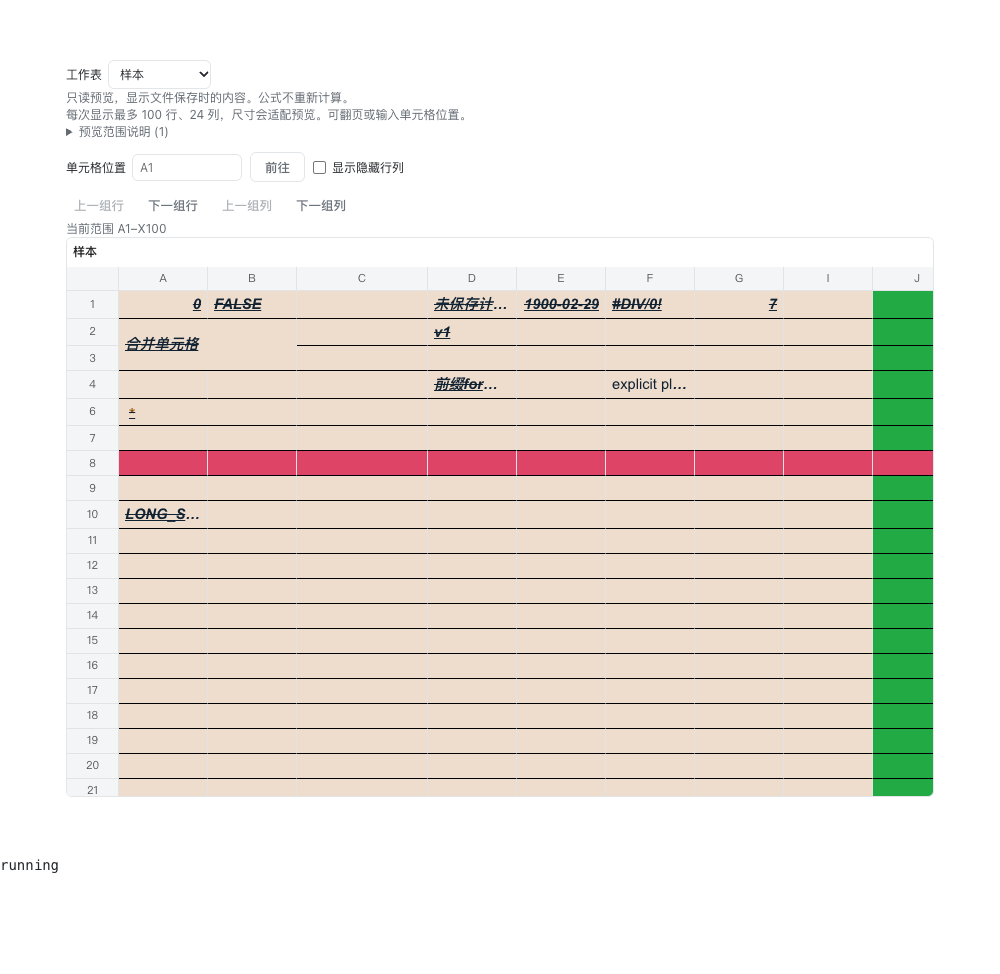 工作表 样本
只读预览，显示文件保存时的内容。公式不重新计算。
每次显示最多 100 行、24 列，尺寸会适配预览。可翻页或输入单元格位置。
▶ 预览范围说明 (1)
单元格位置 A1 前往 显示隐藏行列
上一组行 下一组行 上一组列 下一组列
当前范围 A1–X100
样本
A B C D E F G I J
1 0 FALSE 未保存计… 1900-02-29 #DIV/0! 7
2 v1
合并单元格
3
4 前缀for… explicit pl…
6 *
7
8
9
10 LONG_S…
11
12
13
14
15
16
17
18
19
20
21
running